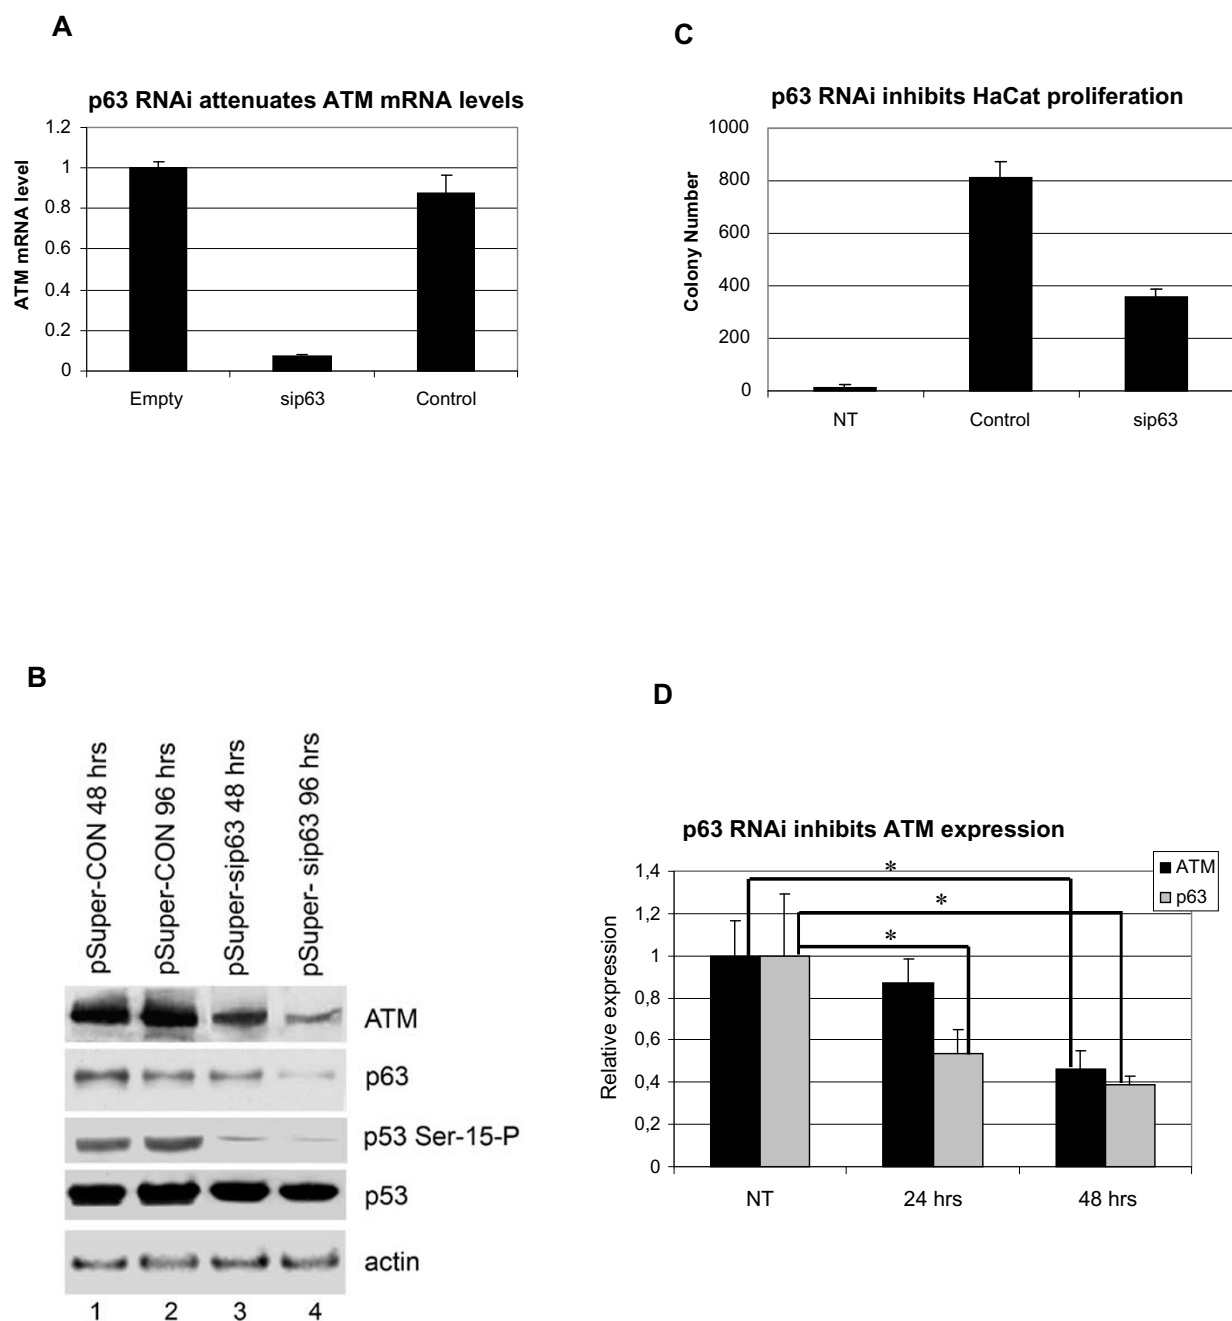 A
p63 RNAi attenuates ATM mRNA levels
ATM mRNA level
1.2
1
0.8
0.6
0.4
0.2
0
Empty sip63 Control
C
p63 RNAi inhibits HaCat proliferation
Colony Number
1000
800
600
400
200
0
NT Control sip63
B
pSuper-CON 48 hrs
pSuper-CON 96 hrs
pSuper-sip63 48 hrs
pSuper- sip63 96 hrs
ATM
p63
p53 Ser-15-P
p53
actin
1 2 3 4
D
p63 RNAi inhibits ATM expression
Relative expression
1,4
1,2
1
0,8
0,6
0,4
0,2
0
*
*
*
ATM
p63
NT 24 hrs 48 hrs